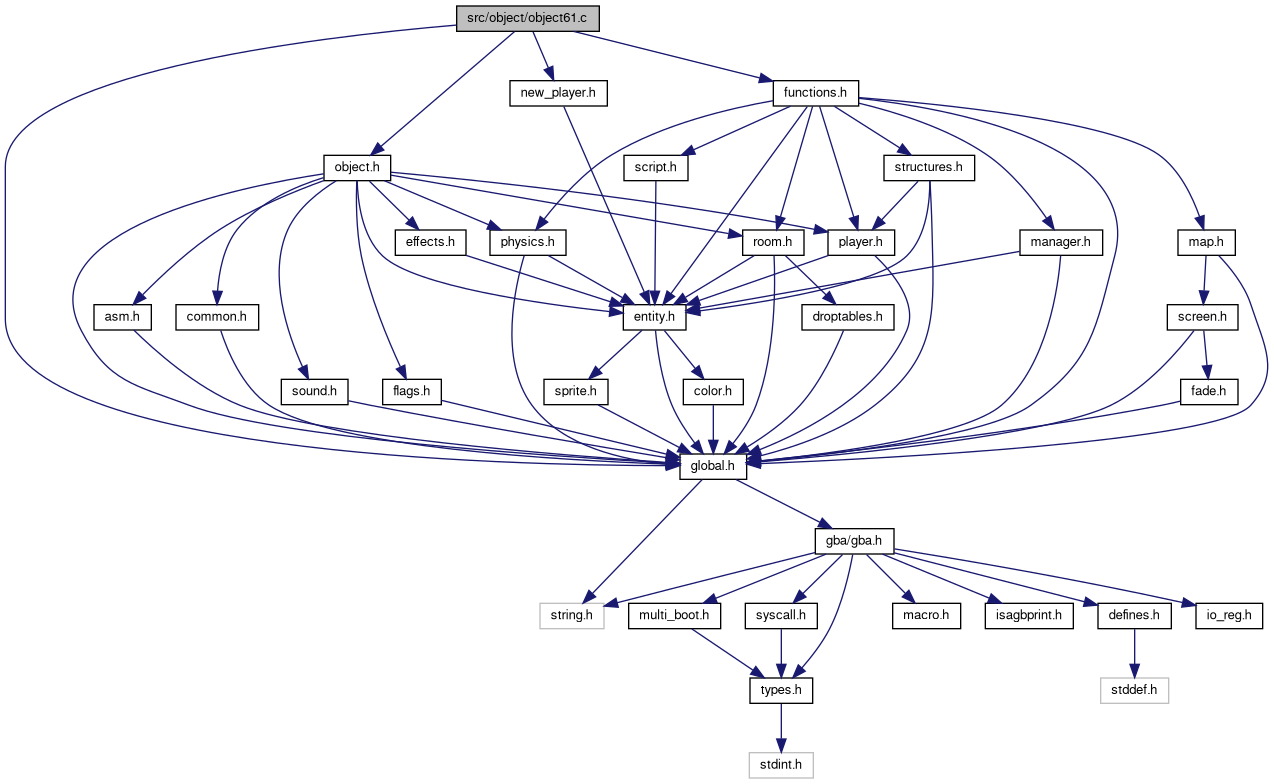 src/object/object61.c
new_player.h
functions.h
object.h
script.h
structures.h
effects.h
physics.h
room.h
player.h
manager.h
map.h
asm.h
common.h
entity.h
droptables.h
screen.h
sound.h
flags.h
sprite.h
color.h
fade.h
global.h
gba/gba.h
string.h
multi_boot.h
syscall.h
macro.h
isagbprint.h
defines.h
io_reg.h
types.h
stddef.h
stdint.h